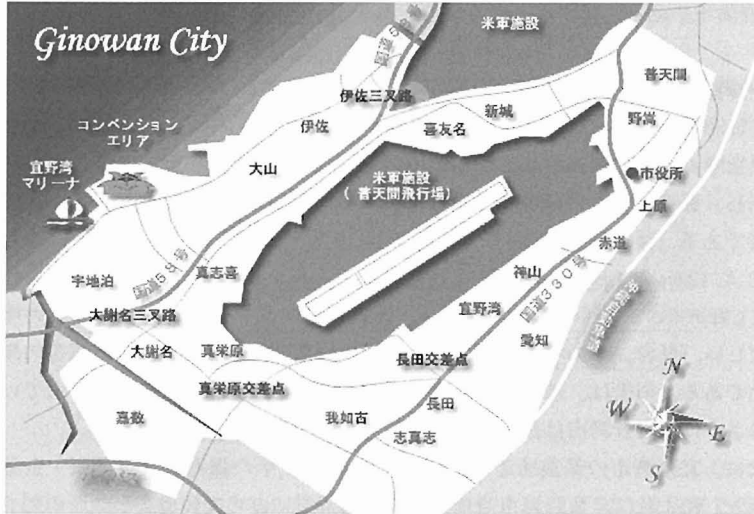 Ginowan City
国道58号
米軍施設
普天間
伊佐三叉路
新城
伊佐
喜友名
野嵩
コンベンション
エリア
大山
宜野湾
マリーナ
米軍施設
( 普天間飛行場)
市役所
上原
赤道
宇地泊
国道58号
真志喜
神山
国道330号
宜野湾
大謝名三叉路
愛知
大謝名
真栄原
長田交差点
真栄原交差点
長田
嘉数
我如古
志真志
N
W
E
S